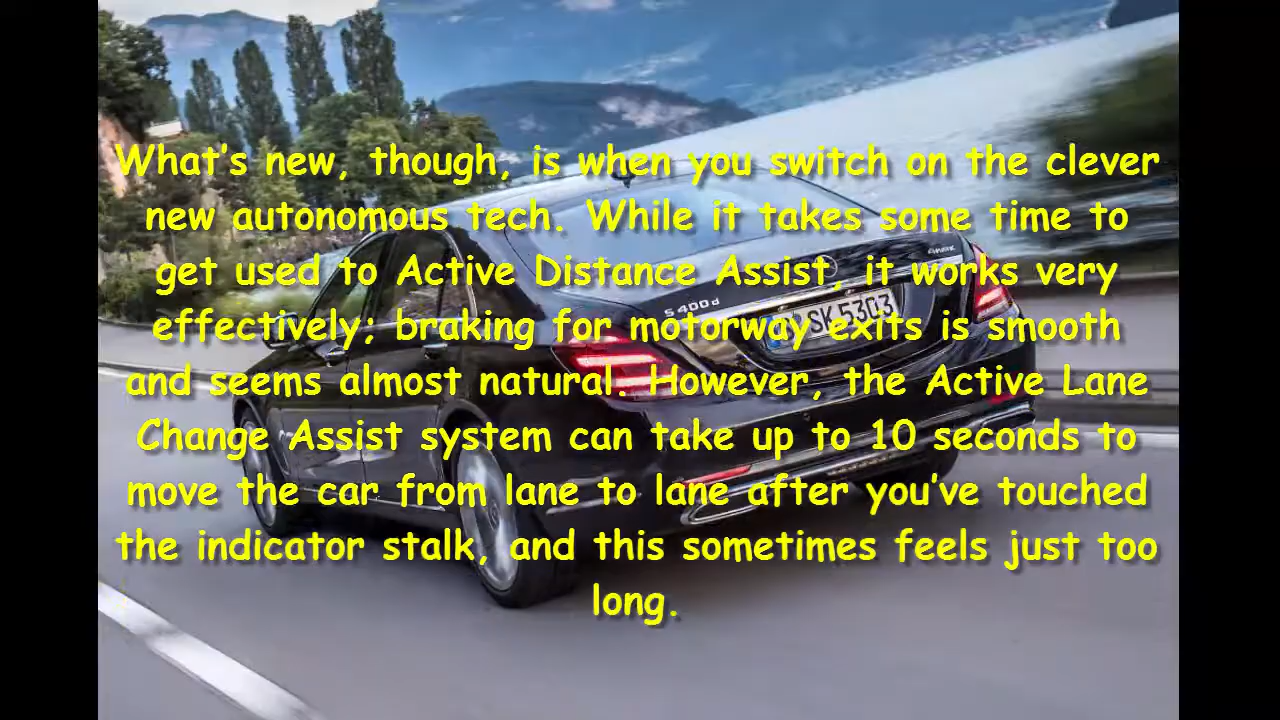 What's new, though, is when you switch on the clever
new autonomous tech. While it takes some time to
get used to Active Distance Assist, it works very
effectively; braking for motorway exits is smooth
and seems almost natural. However, the Active Lane
Change Assist system can take up to 10 seconds to
move the car from lane to lane after you've touched
the indicator stalk, and this sometimes feels just too
long.
S 400 d
SK 5303